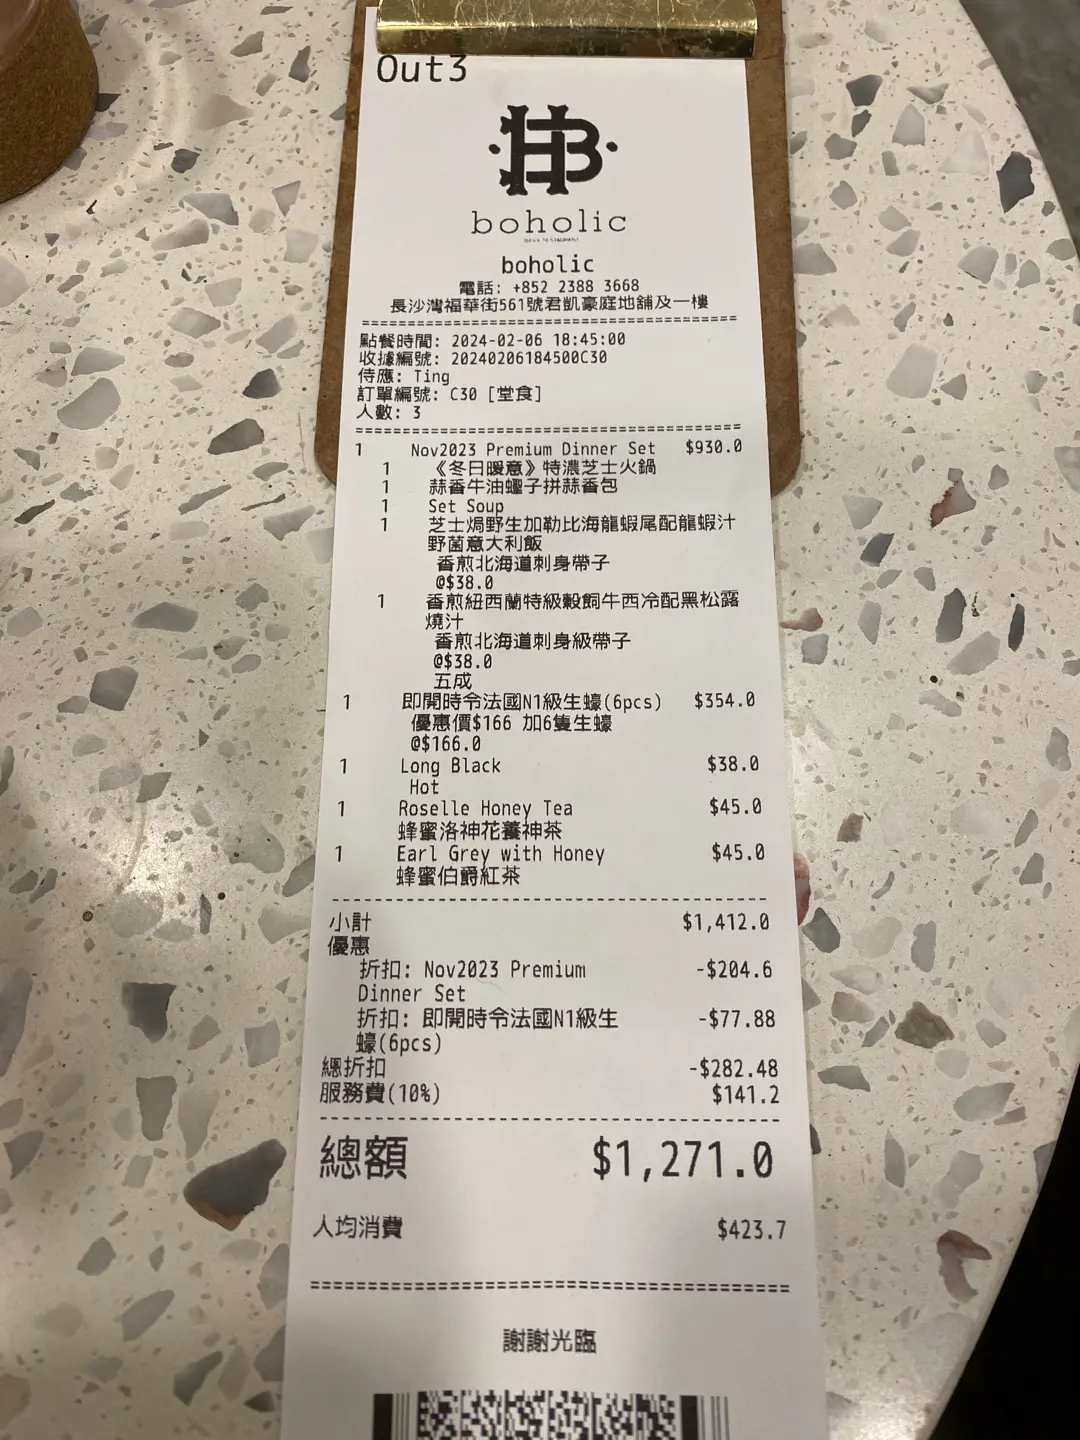 Out3
HB
boholic
boholic
電話: +852 2388 3668
長沙灣福華街561號君凱豪庭地舖及一樓
點餐時間: 2024-02-06 18:45:00
收據編號: 20240206184500C30
侍應: Ting
訂單編號: C30 [堂食]
人數: 3
1 Nov2023 Premium Dinner Set $930.0
1 《冬日暖意》特濃芝士火鍋
1 蒜香牛油蟶子拼蒜香包
1 Set Soup
1 芝士焗野生加勒比海龍蝦尾配龍蝦汁
野菌意大利飯
香煎北海道刺身帶子
@$38.0
1 香煎紐西蘭特級穀飼牛西冷配黑松露
燒汁
香煎北海道刺身級帶子
@$38.0
五成
1 即開時令法國N1級生蠔(6pcs) $354.0
優惠價$166 加6隻生蠔
@$166.0
1 Long Black $38.0
Hot
1 Roselle Honey Tea $45.0
蜂蜜洛神花養神茶
1 Earl Grey with Honey $45.0
蜂蜜伯爵紅茶
小計 $1,412.0
優惠
折扣: Nov2023 Premium -$204.6
Dinner Set
折扣: 即開時令法國N1級生 -$77.88
蠔(6pcs)
總折扣 -$282.48
服務費(10%) $141.2
總額 $1,271.0
人均消費 $423.7
謝謝光臨